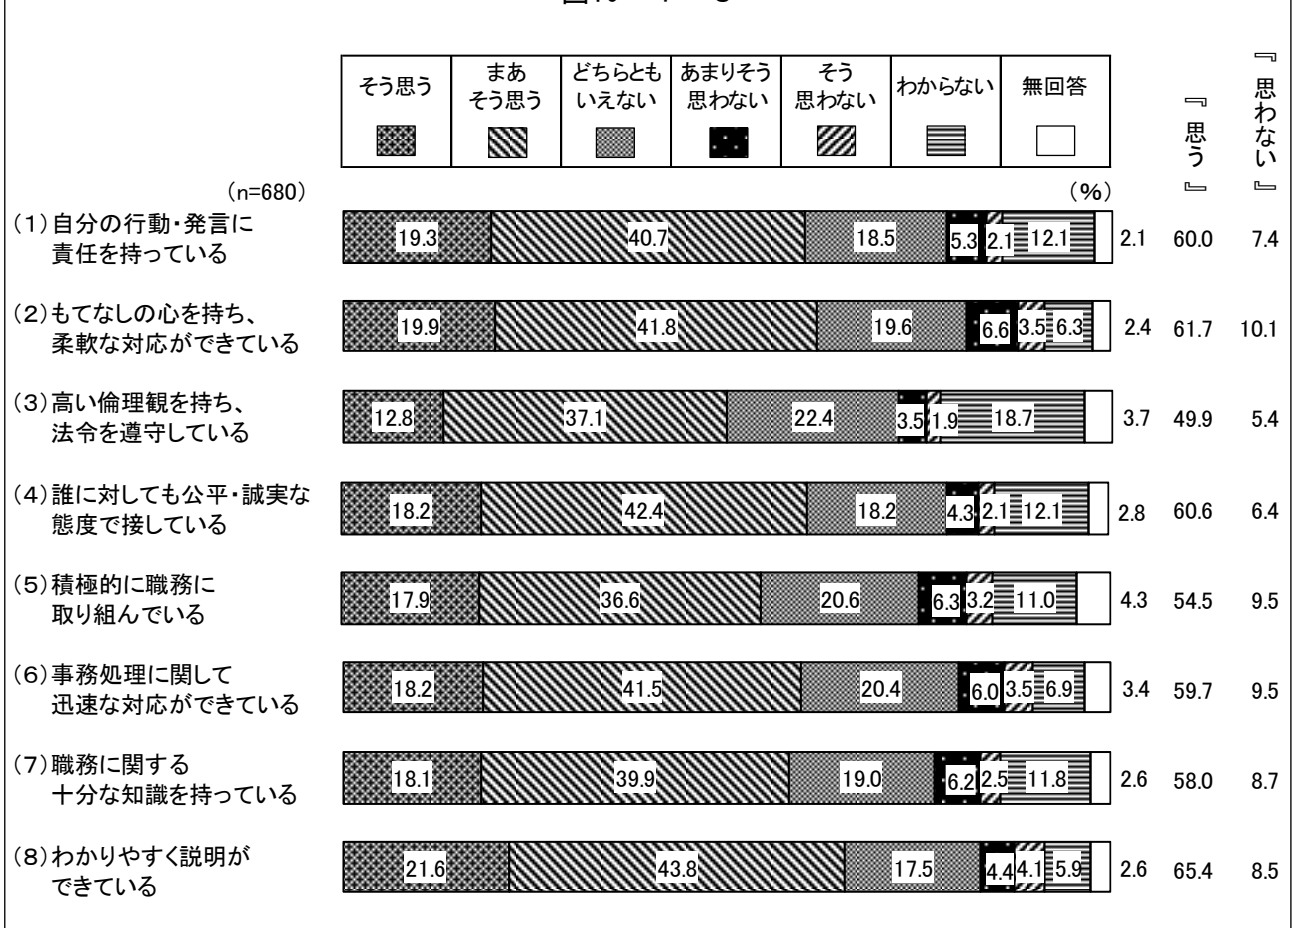 そう思う
まあ
そう思う
どちらとも
いえない
あまりそう
思わない
そう
思わない
わからない
無回答
『思う』
『思わない』
(n=680)
(%)
(1)自分の行動・発言に
責任を持っている
19.3 40.7 18.5 5.3 2.1 12.1 2.1 60.0 7.4
(2)もてなしの心を持ち、
柔軟な対応ができている
19.9 41.8 19.6 6.6 3.5 6.3 2.4 61.7 10.1
(3)高い倫理観を持ち、
法令を遵守している
12.8 37.1 22.4 3.5 1.9 18.7 3.7 49.9 5.4
(4)誰に対しても公平・誠実な
態度で接している
18.2 42.4 18.2 4.3 2.1 12.1 2.8 60.6 6.4
(5)積極的に職務に
取り組んでいる
17.9 36.6 20.6 6.3 3.2 11.0 4.3 54.5 9.5
(6)事務処理に関して
迅速な対応ができている
18.2 41.5 20.4 6.0 3.5 6.9 3.4 59.7 9.5
(7)職務に関する
十分な知識を持っている
18.1 39.9 19.0 6.2 2.5 11.8 2.6 58.0 8.7
(8)わかりやすく説明が
できている
21.6 43.8 17.5 4.4 4.1 5.9 2.6 65.4 8.5